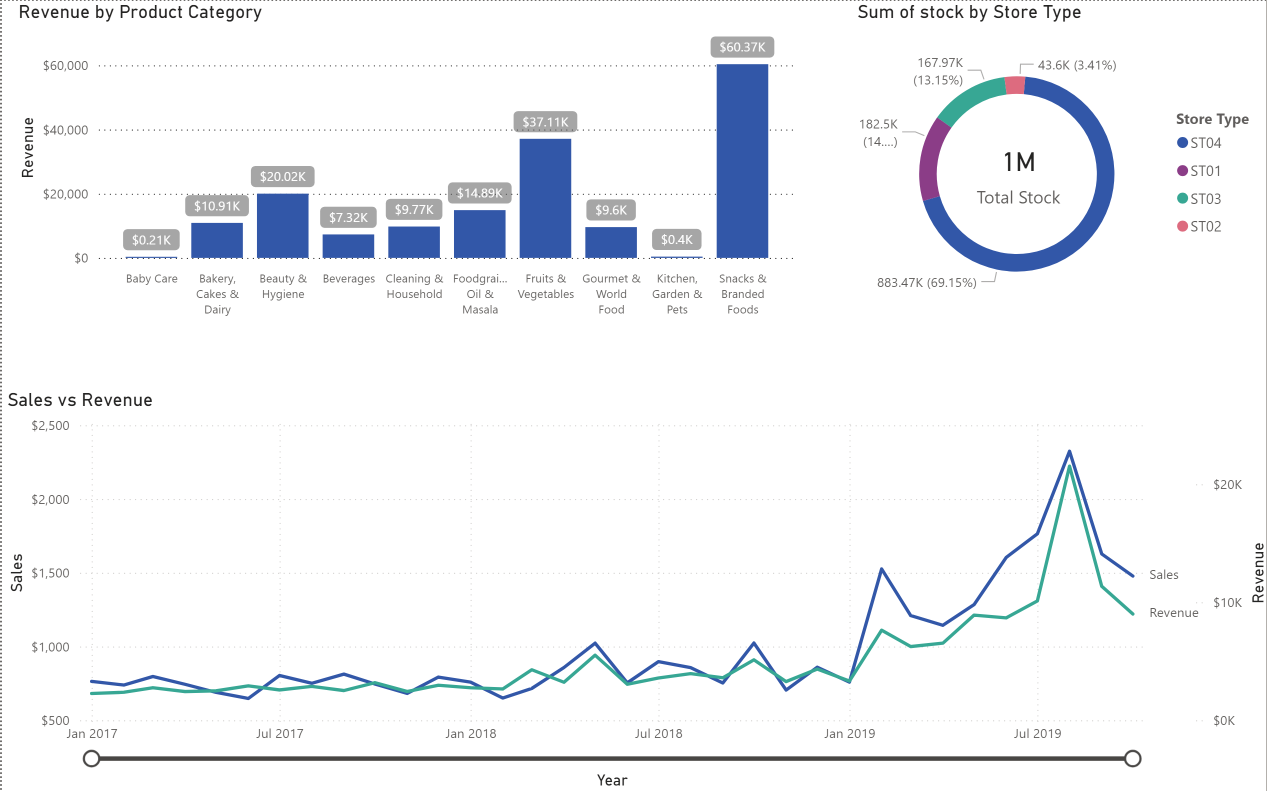 Revenue by Product Category
Revenue
$60,000
$40,000
$20,000
$0
$0.21K
$10.91K
$20.02K
$7.32K
$9.77K
$14.89K
$37.11K
$9.6K
$0.4K
$60.37K
Baby Care
Bakery,
Cakes &
Dairy
Beauty &
Hygiene
Beverages
Cleaning &
Household
Foodgrai...
Oil &
Masala
Fruits &
Vegetables
Gourmet &
World
Food
Kitchen,
Garden &
Pets
Snacks &
Branded
Foods
Sum of stock by Store Type
43.6K (3.41%)
167.97K
(13.15%)
182.5K
(14....)
883.47K (69.15%)
1M
Total Stock
Store Type
ST04
ST01
ST03
ST02
Sales vs Revenue
Sales
$2,500
$2,000
$1,500
$1,000
$500
Sales
Revenue
$20K
$10K
$0K
Revenue
Jan 2017
Jul 2017
Jan 2018
Jul 2018
Jan 2019
Jul 2019
Year